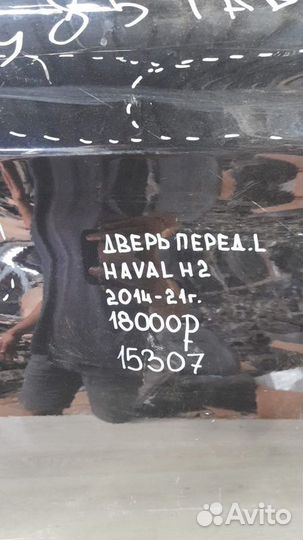 ДВЕРЬ ПЕРЕД. L
HAVAL H2
2014-21г.
18000р
15307
Avito